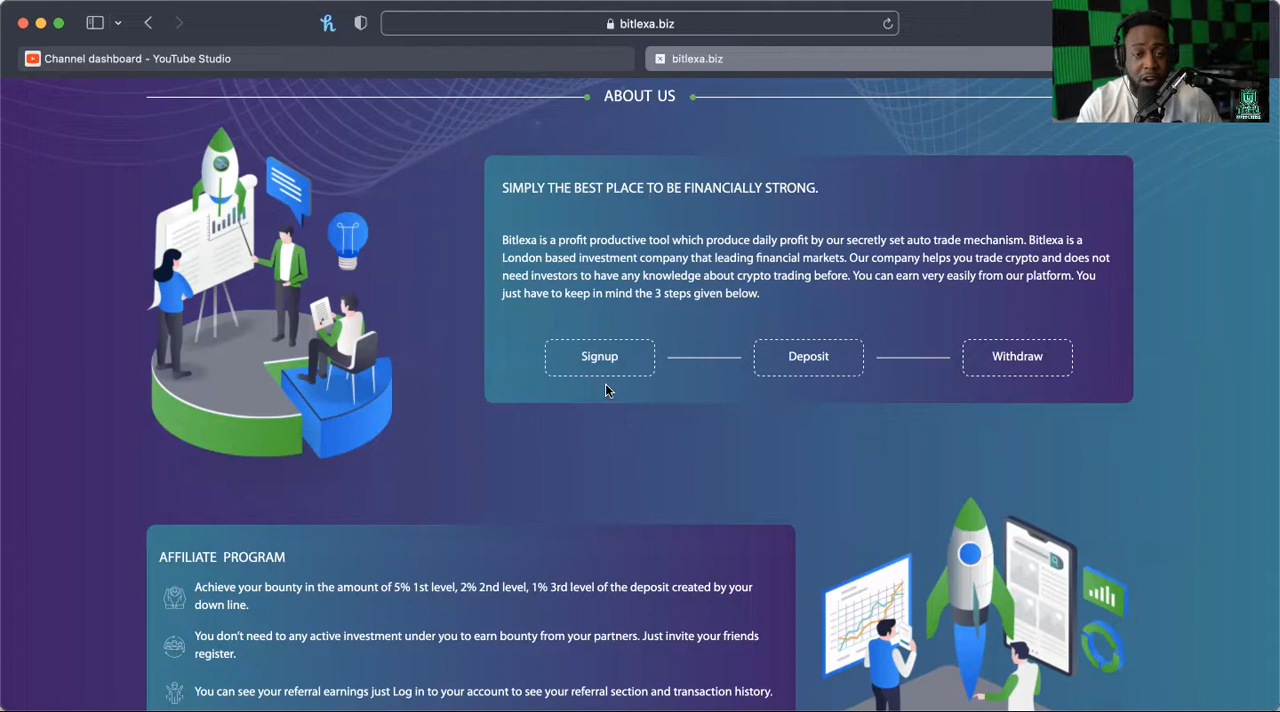 bitlexa.biz
Channel dashboard - YouTube Studio
bitlexa.biz
ABOUT US
SIMPLY THE BEST PLACE TO BE FINANCIALLY STRONG.
Bitlexa is a profit productive tool which produce daily profit by our secretly set auto trade mechanism. Bitlexa is a
London based investment company that leading financial markets. Our company helps you trade crypto and does not
need investors to have any knowledge about crypto trading before. You can earn very easily from our platform. You
just have to keep in mind the 3 steps given below.
Signup
Deposit
Withdraw
AFFILIATE PROGRAM
Achieve your bounty in the amount of 5% 1st level, 2% 2nd level, 1% 3rd level of the deposit created by your
down line.
You don't need to any active investment under you to earn bounty from your partners. Just invite your friends
register.
You can see your referral earnings just Log in to your account to see your referral section and transaction history.